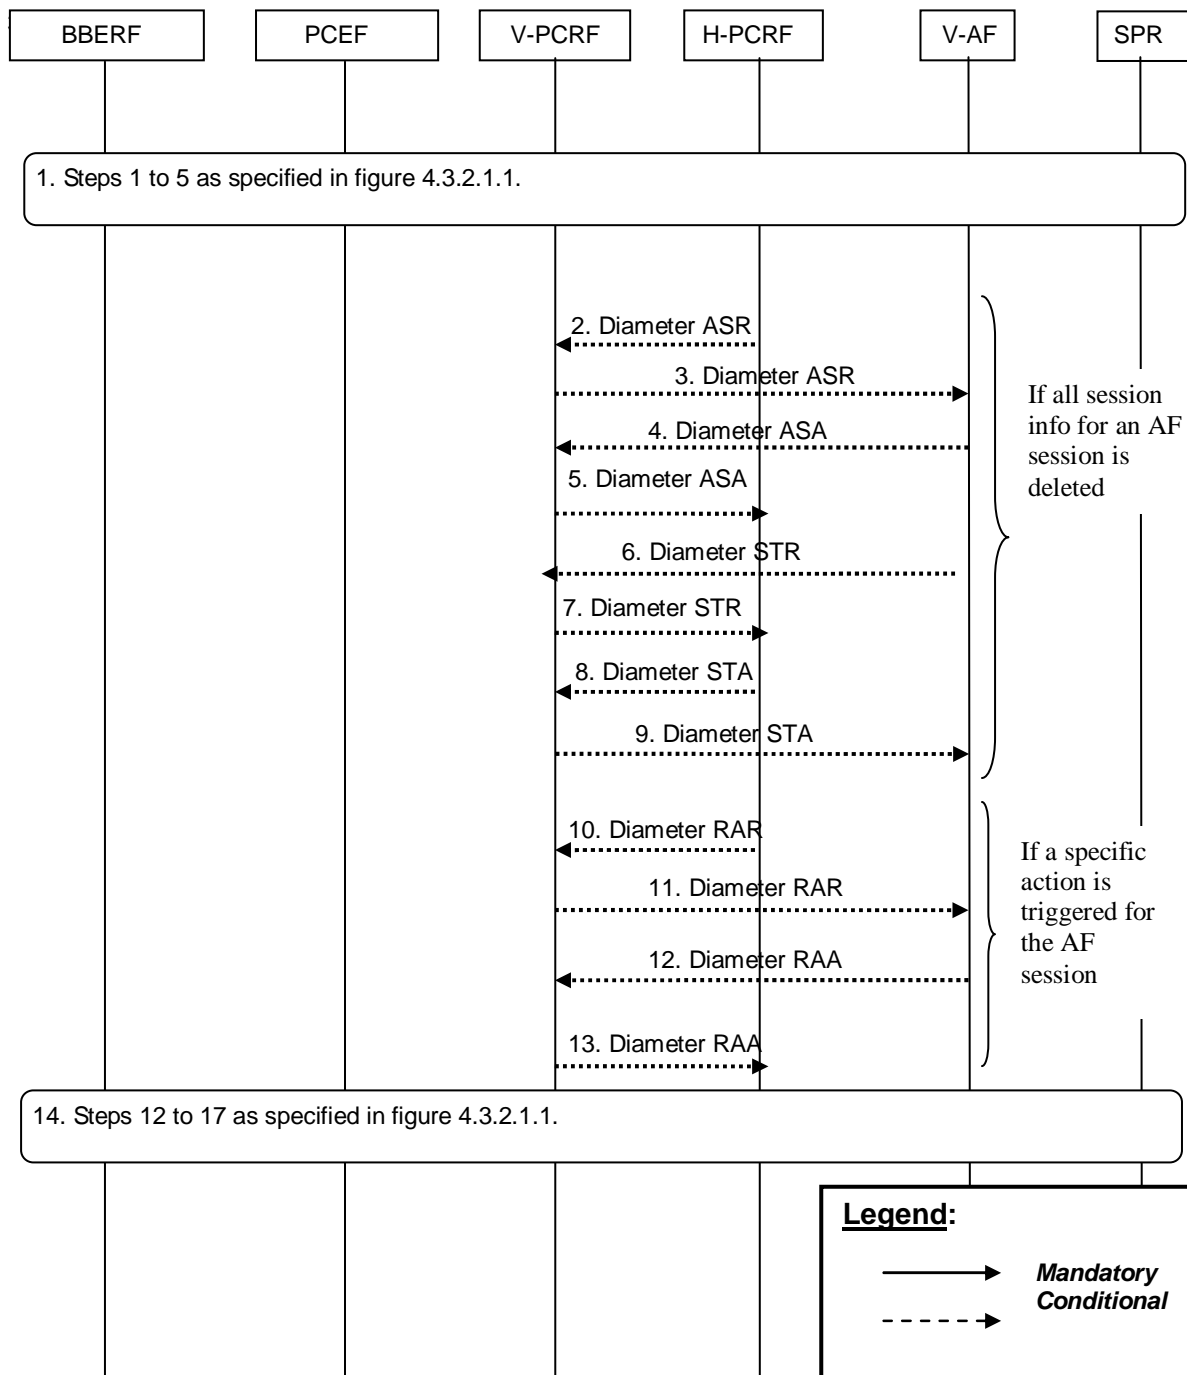 BBERF
PCEF
V-PCRF
H-PCRF
V-AF
SPR
1. Steps 1 to 5 as specified in figure 4.3.2.1.1.
2. Diameter ASR
3. Diameter ASR
4. Diameter ASA
5. Diameter ASA
6. Diameter STR
7. Diameter STR
8. Diameter STA
9. Diameter STA
If all session
info for an AF
session is
deleted
10. Diameter RAR
11. Diameter RAR
12. Diameter RAA
13. Diameter RAA
If a specific
action is
triggered for
the AF
session
14. Steps 12 to 17 as specified in figure 4.3.2.1.1.
Legend:
Mandatory
Conditional